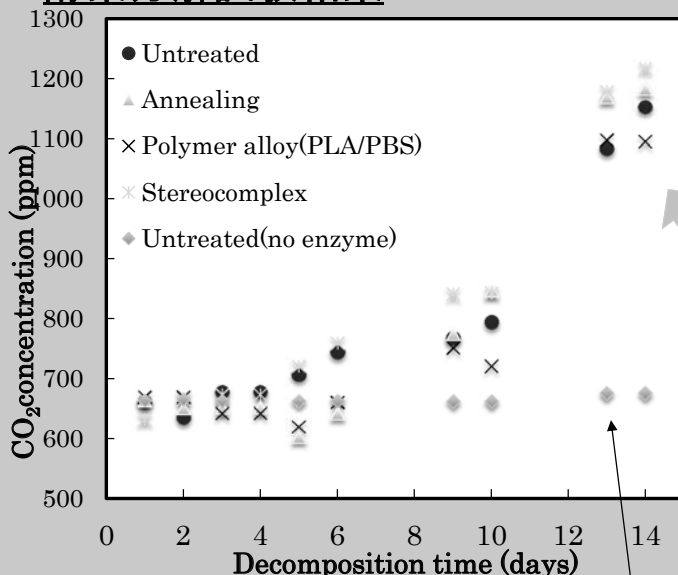 1300
1200
1100
1000
900
800
700
600
500
CO₂concentration (ppm)
Untreated
Annealing
Polymer alloy(PLA/PBS)
Stereocomplex
Untreated(no enzyme)
0 2 4 6 8 10 12 14
Decomposition time (days)